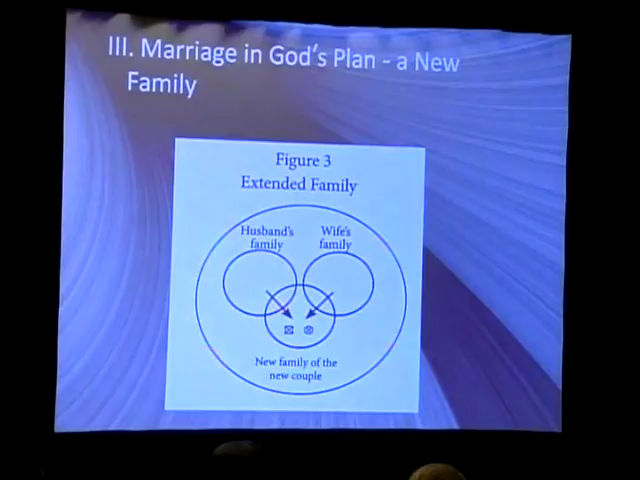 III. Marriage in God's Plan - a New
Family
Figure 3
Extended Family
Husband's
family
Wife's
family
New family of the
new couple